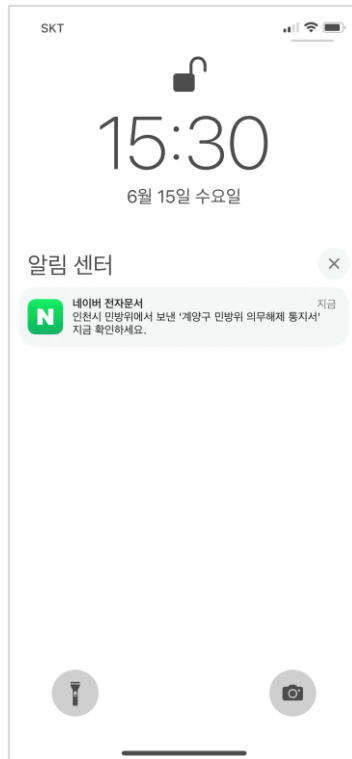 SKT
15:30
6월 15일 수요일
알림 센터
네이버 전자문서
지금
인천시 민방위에서 보낸 '계양구 민방위 의무해제 통지서'
지금 확인하세요.
N